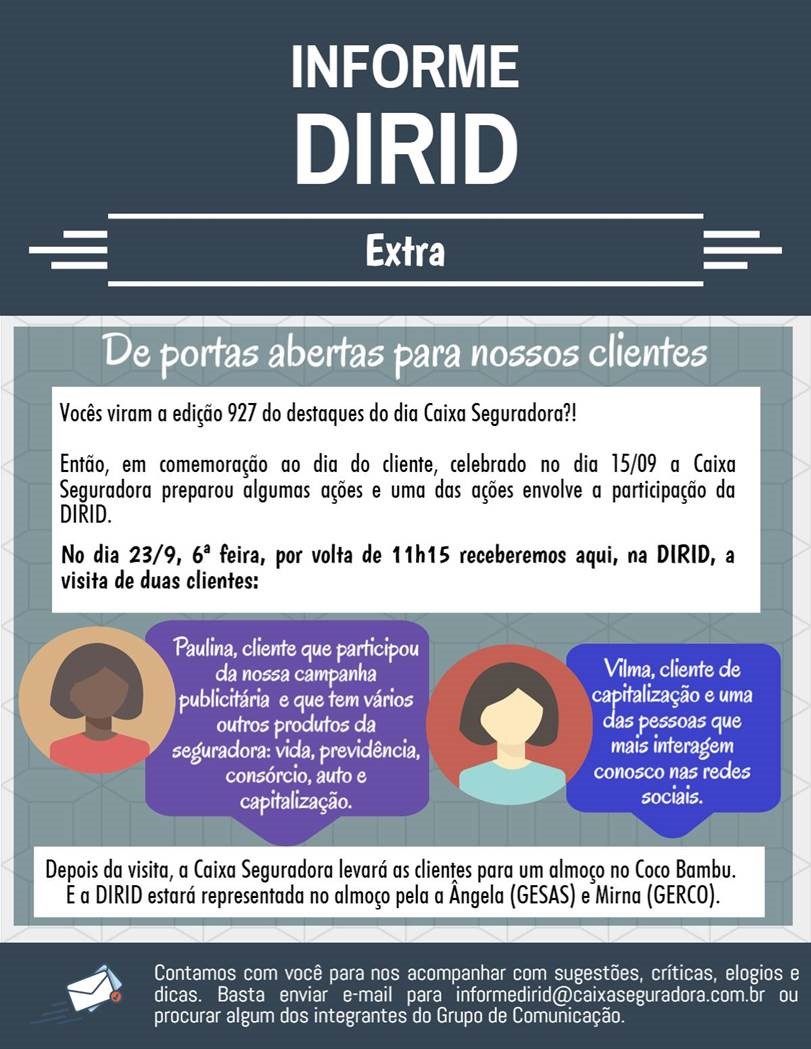 INFORME
DIRID
Extra
De portas abertas para nossos clientes
Vocês viram a edição 927 do destaques do dia Caixa Seguradora?!
Então, em comemoração ao dia do cliente, celebrado no dia 15/09 a Caixa
Seguradora preparou algumas ações e uma das ações envolve a participação da
DIRID.
No dia 23/9, 6ª feira, por volta de 11h15 receberemos aqui, na DIRID, a
visita de duas clientes:
Paulina, cliente que participou
da nossa campanha
publicitária e que tem vários
outros produtos da
seguradora: vida, previdência,
consórcio, auto e
capitalização.
Vilma, cliente de
capitalização e uma
das pessoas que
mais interagem
conosco nas redes
sociais.
Depois da visita, a Caixa Seguradora levará as clientes para um almoço no Coco Bambu.
E a DIRID estará representada no almoço pela a Ângela (GESAS) e Mirna (GERCO).
Contamos com você para nos acompanhar com sugestões, críticas, elogios e
dicas. Basta enviar e-mail para informedirid@caixaseguradora.com.br ou
procurar algum dos integrantes do Grupo de Comunicação.